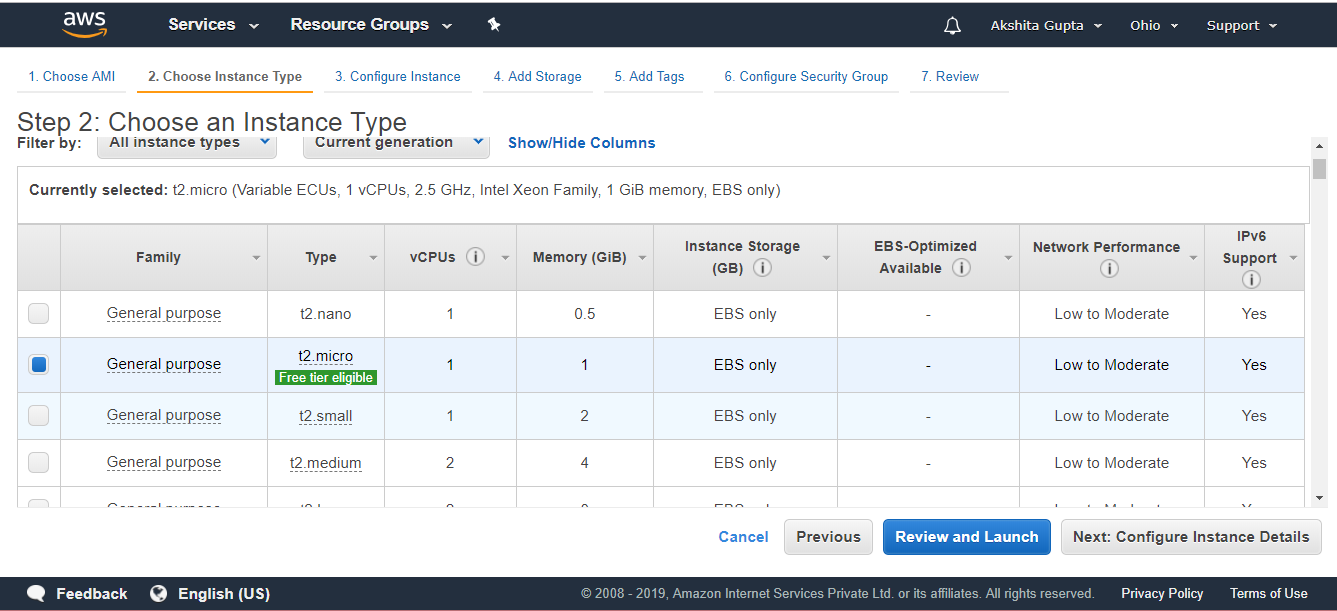 aws Services Resource Groups Akshita Gupta Ohio Support
1. Choose AMI 2. Choose Instance Type 3. Configure Instance 4. Add Storage 5. Add Tags 6. Configure Security Group 7. Review
Step 2: Choose an Instance Type
Filter by: All instance types Current generation Show/Hide Columns
Currently selected: t2.micro (Variable ECUs, 1 vCPUs, 2.5 GHz, Intel Xeon Family, 1 GiB memory, EBS only)
Family Type vCPUs Memory (GiB) Instance Storage (GB) EBS-Optimized Available Network Performance IPv6 Support
General purpose t2.nano 1 0.5 EBS only - Low to Moderate Yes
General purpose t2.micro Free tier eligible 1 1 EBS only - Low to Moderate Yes
General purpose t2.small 1 2 EBS only - Low to Moderate Yes
General purpose t2.medium 2 4 EBS only - Low to Moderate Yes
Cancel Previous Review and Launch Next: Configure Instance Details
Feedback English (US) © 2008 - 2019, Amazon Internet Services Private Ltd. or its affiliates. All rights reserved. Privacy Policy Terms of Use